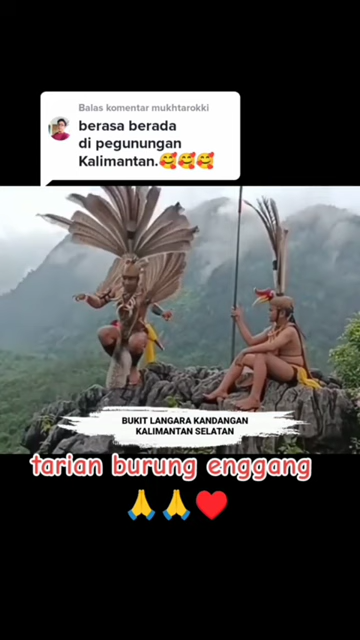 Balas komentar mukhtarokki
berasa berada
di pegunungan
Kalimantan.🥰🥰🥰
BUKIT LANGARA KANDANGAN
KALIMANTAN SELATAN
tarian burung enggang
🙏🙏♥️